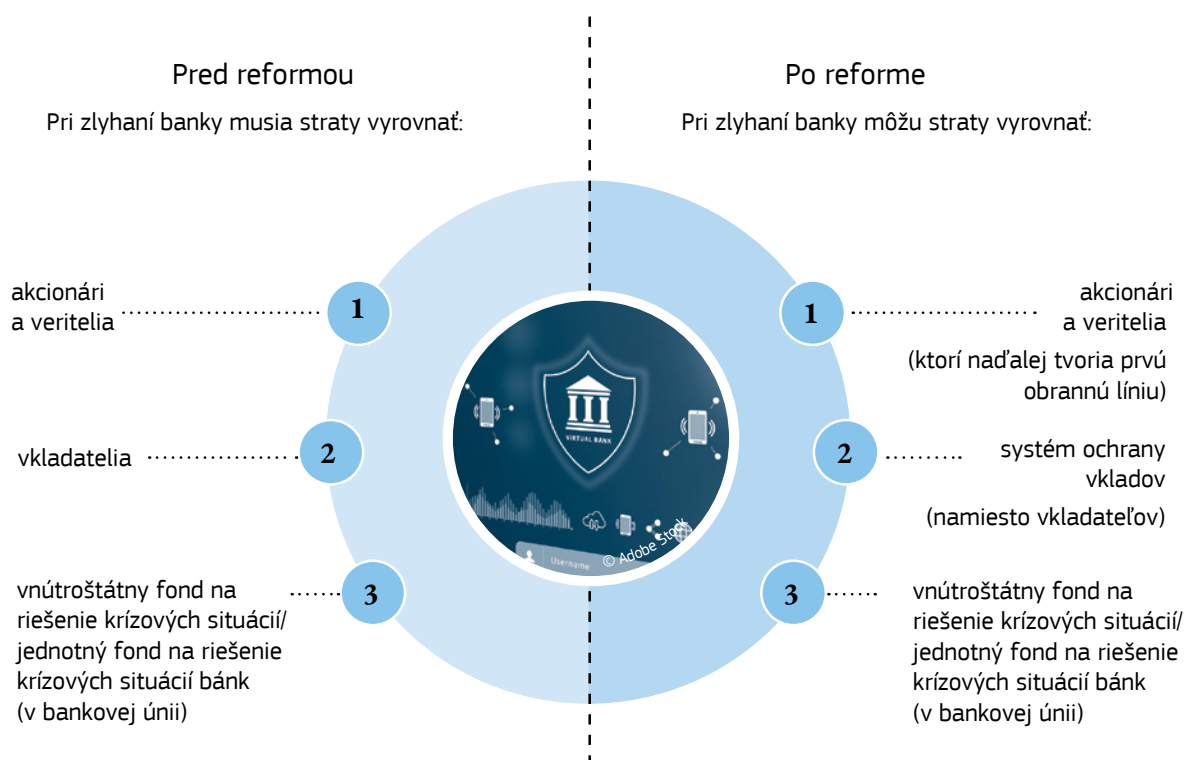 Pred reformou
Pri zlyhaní banky musia straty vyrovnať:
1
akcionári
a veritelia
2
vkladatelia
3
vnútroštátny fond na
riešenie krízových situácií/
jednotný fond na riešenie
krízových situácií bánk
(v bankovej únii)
VIRTUAL BANK
Username
© Adobe Stock
Po reforme
Pri zlyhaní banky môžu straty vyrovnať:
1
akcionári
a veritelia
(ktorí naďalej tvoria prvú
obrannú líniu)
2
systém ochrany
vkladov
(namiesto vkladateľov)
3
vnútroštátny fond na
riešenie krízových situácií/
jednotný fond na riešenie
krízových situácií bánk
(v bankovej únii)